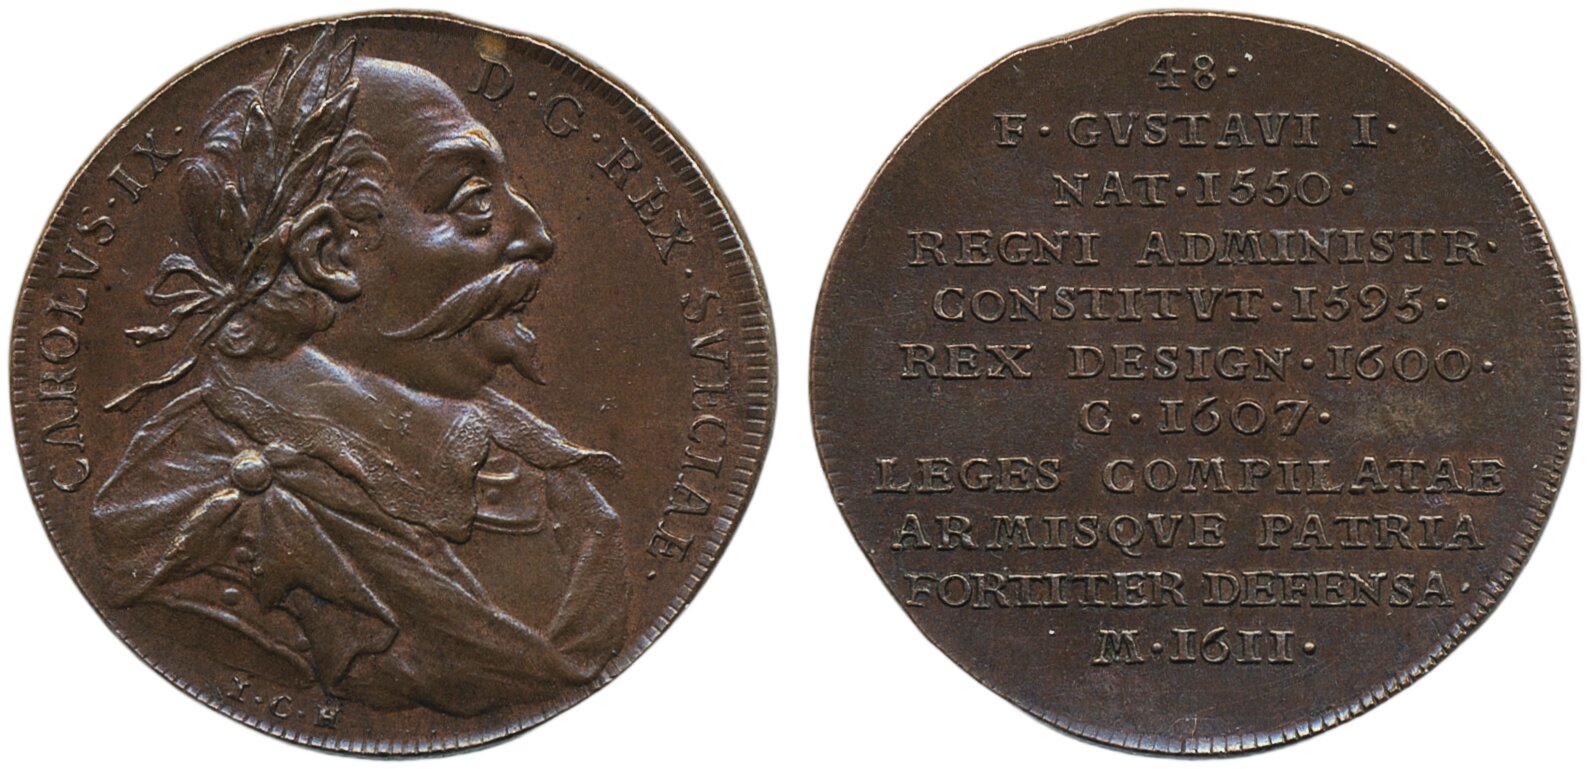 CAROLVS·IX·
D·G·REX·SVECIAE·
I·C·H
48·
F·GVSTAVI I·
NAT·1550·
REGNI ADMINISTR·
CONSTITVT·1595·
REX DESIGN·1600·
C·1607·
LEGES COMPILATAE
ARMISQVE PATRIA
FORTITER DEFENSA·
M·1611·